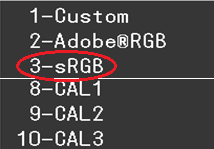 1-Custom
2-Adobe®RGB
3-sRGB
8-CAL1
9-CAL2
10-CAL3